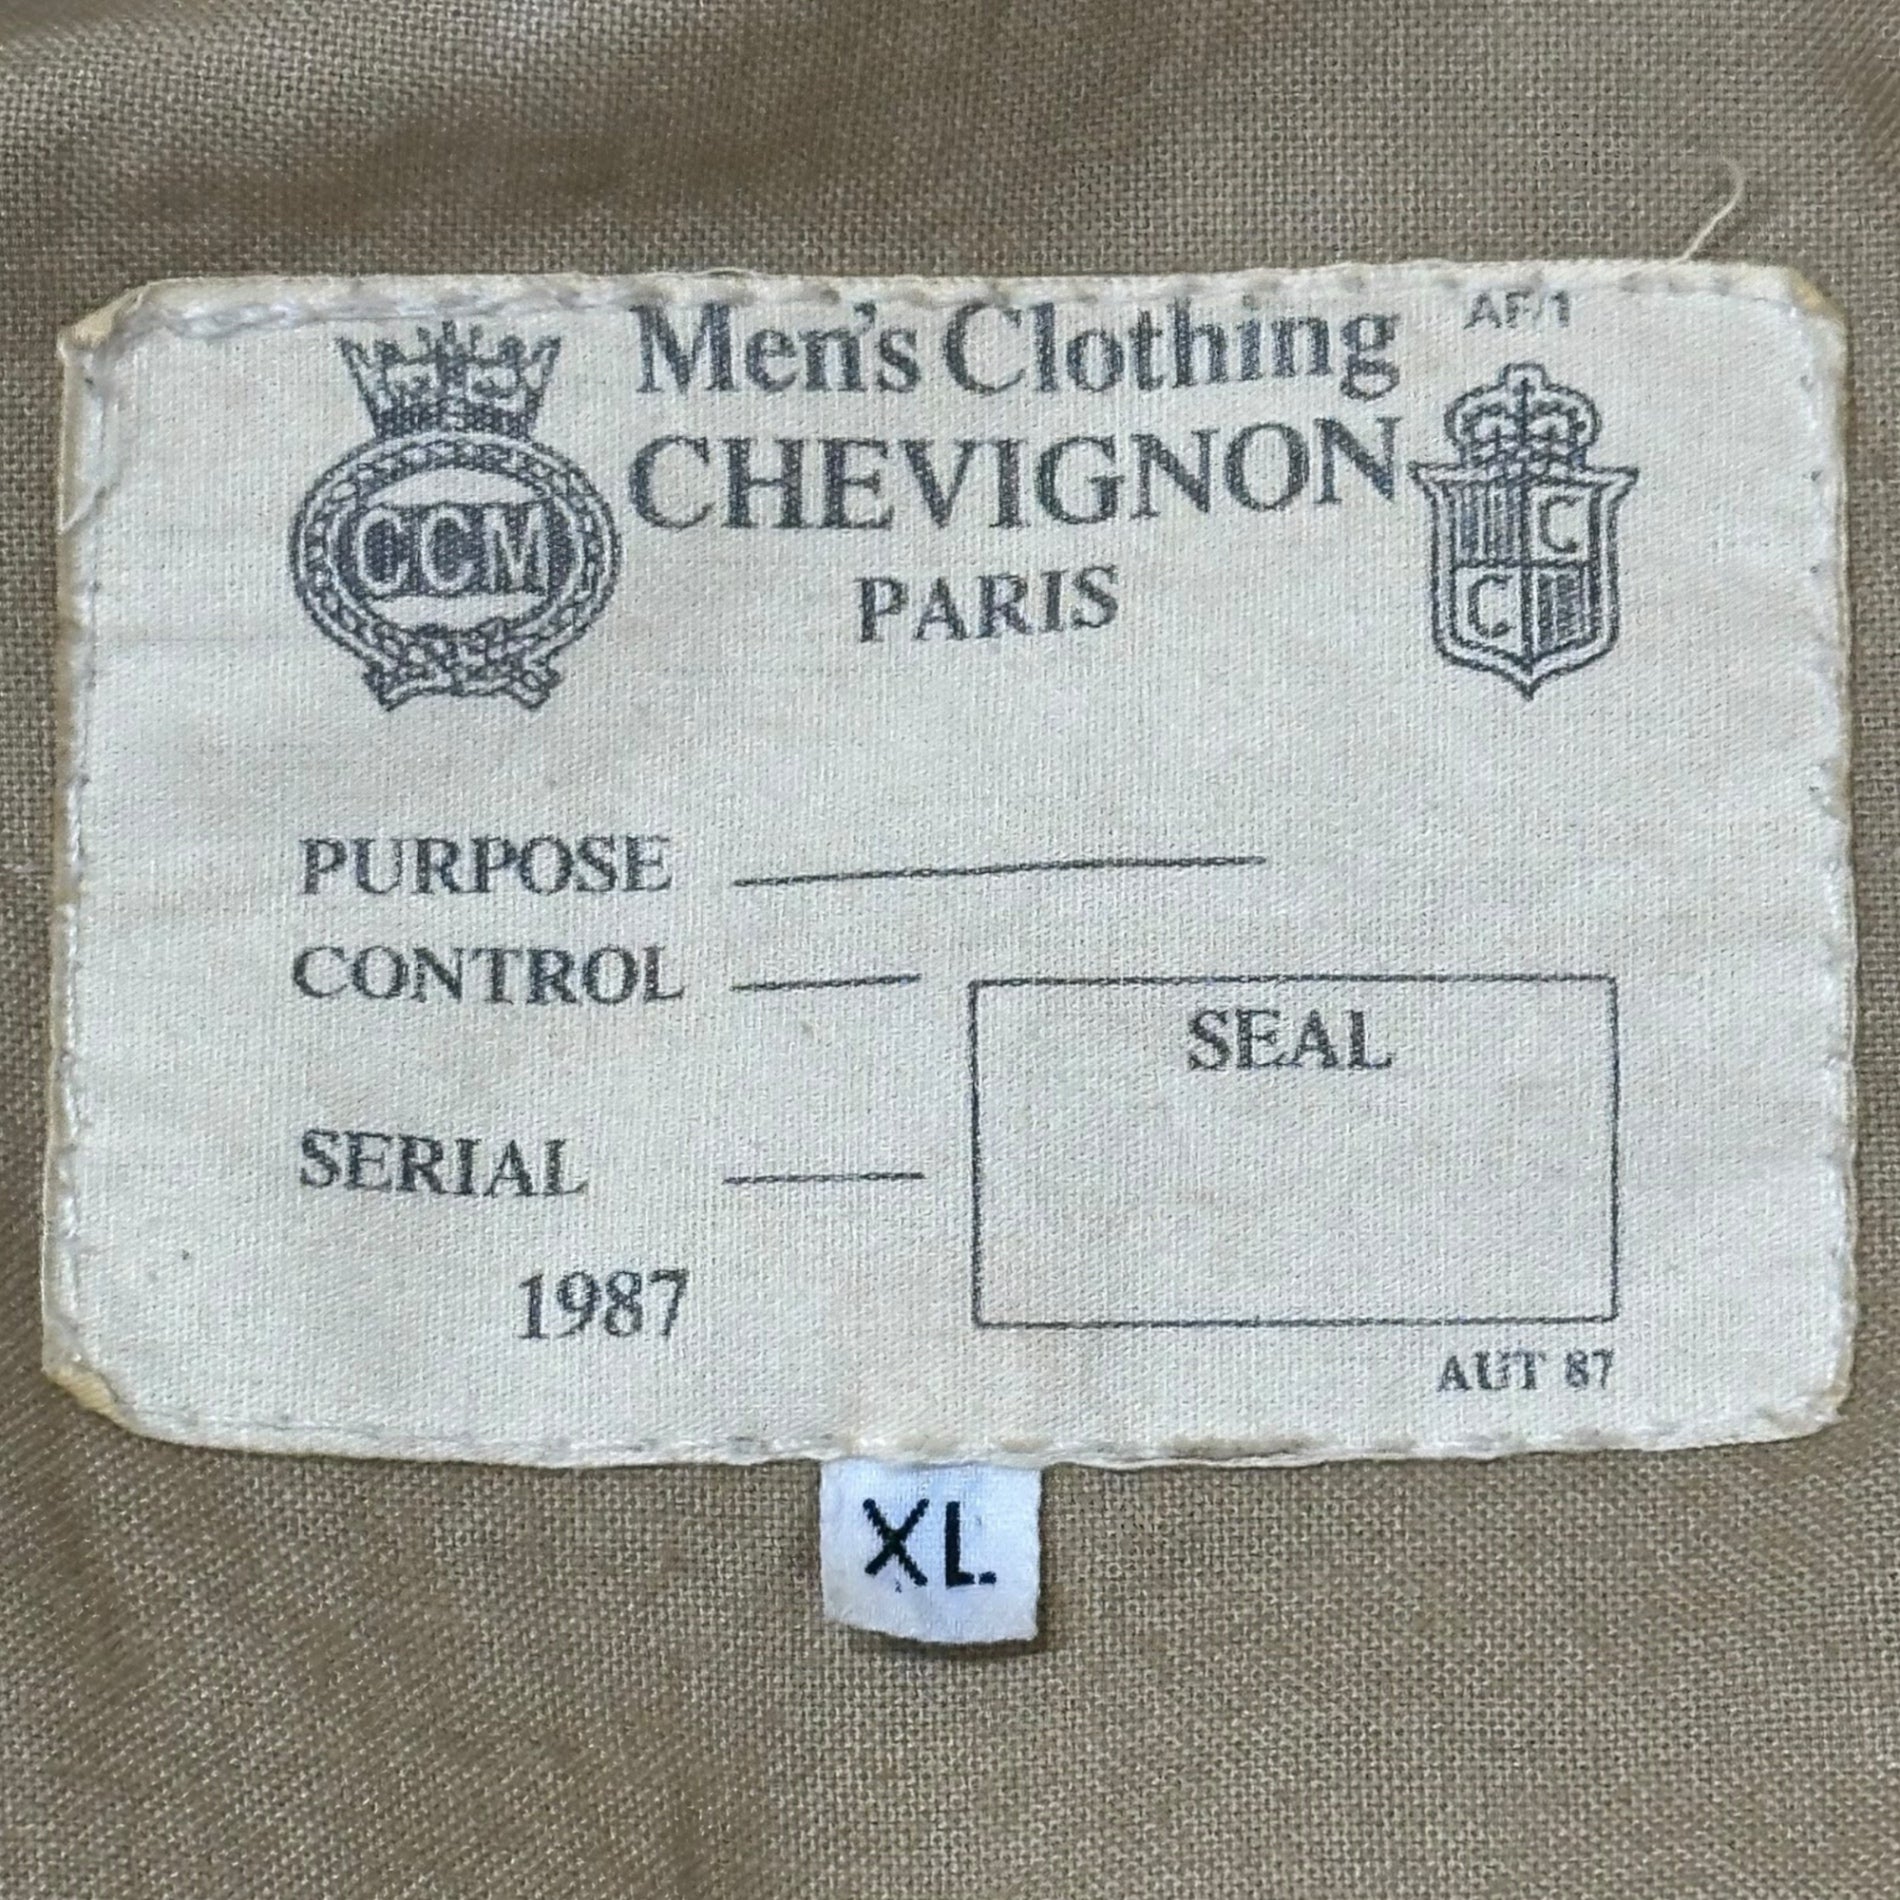 Men's Clothing
AF/1
CHEVIGNON
PARIS
CCM
C
C
PURPOSE
CONTROL
SEAL
SERIAL
1987
AUT 87
XL